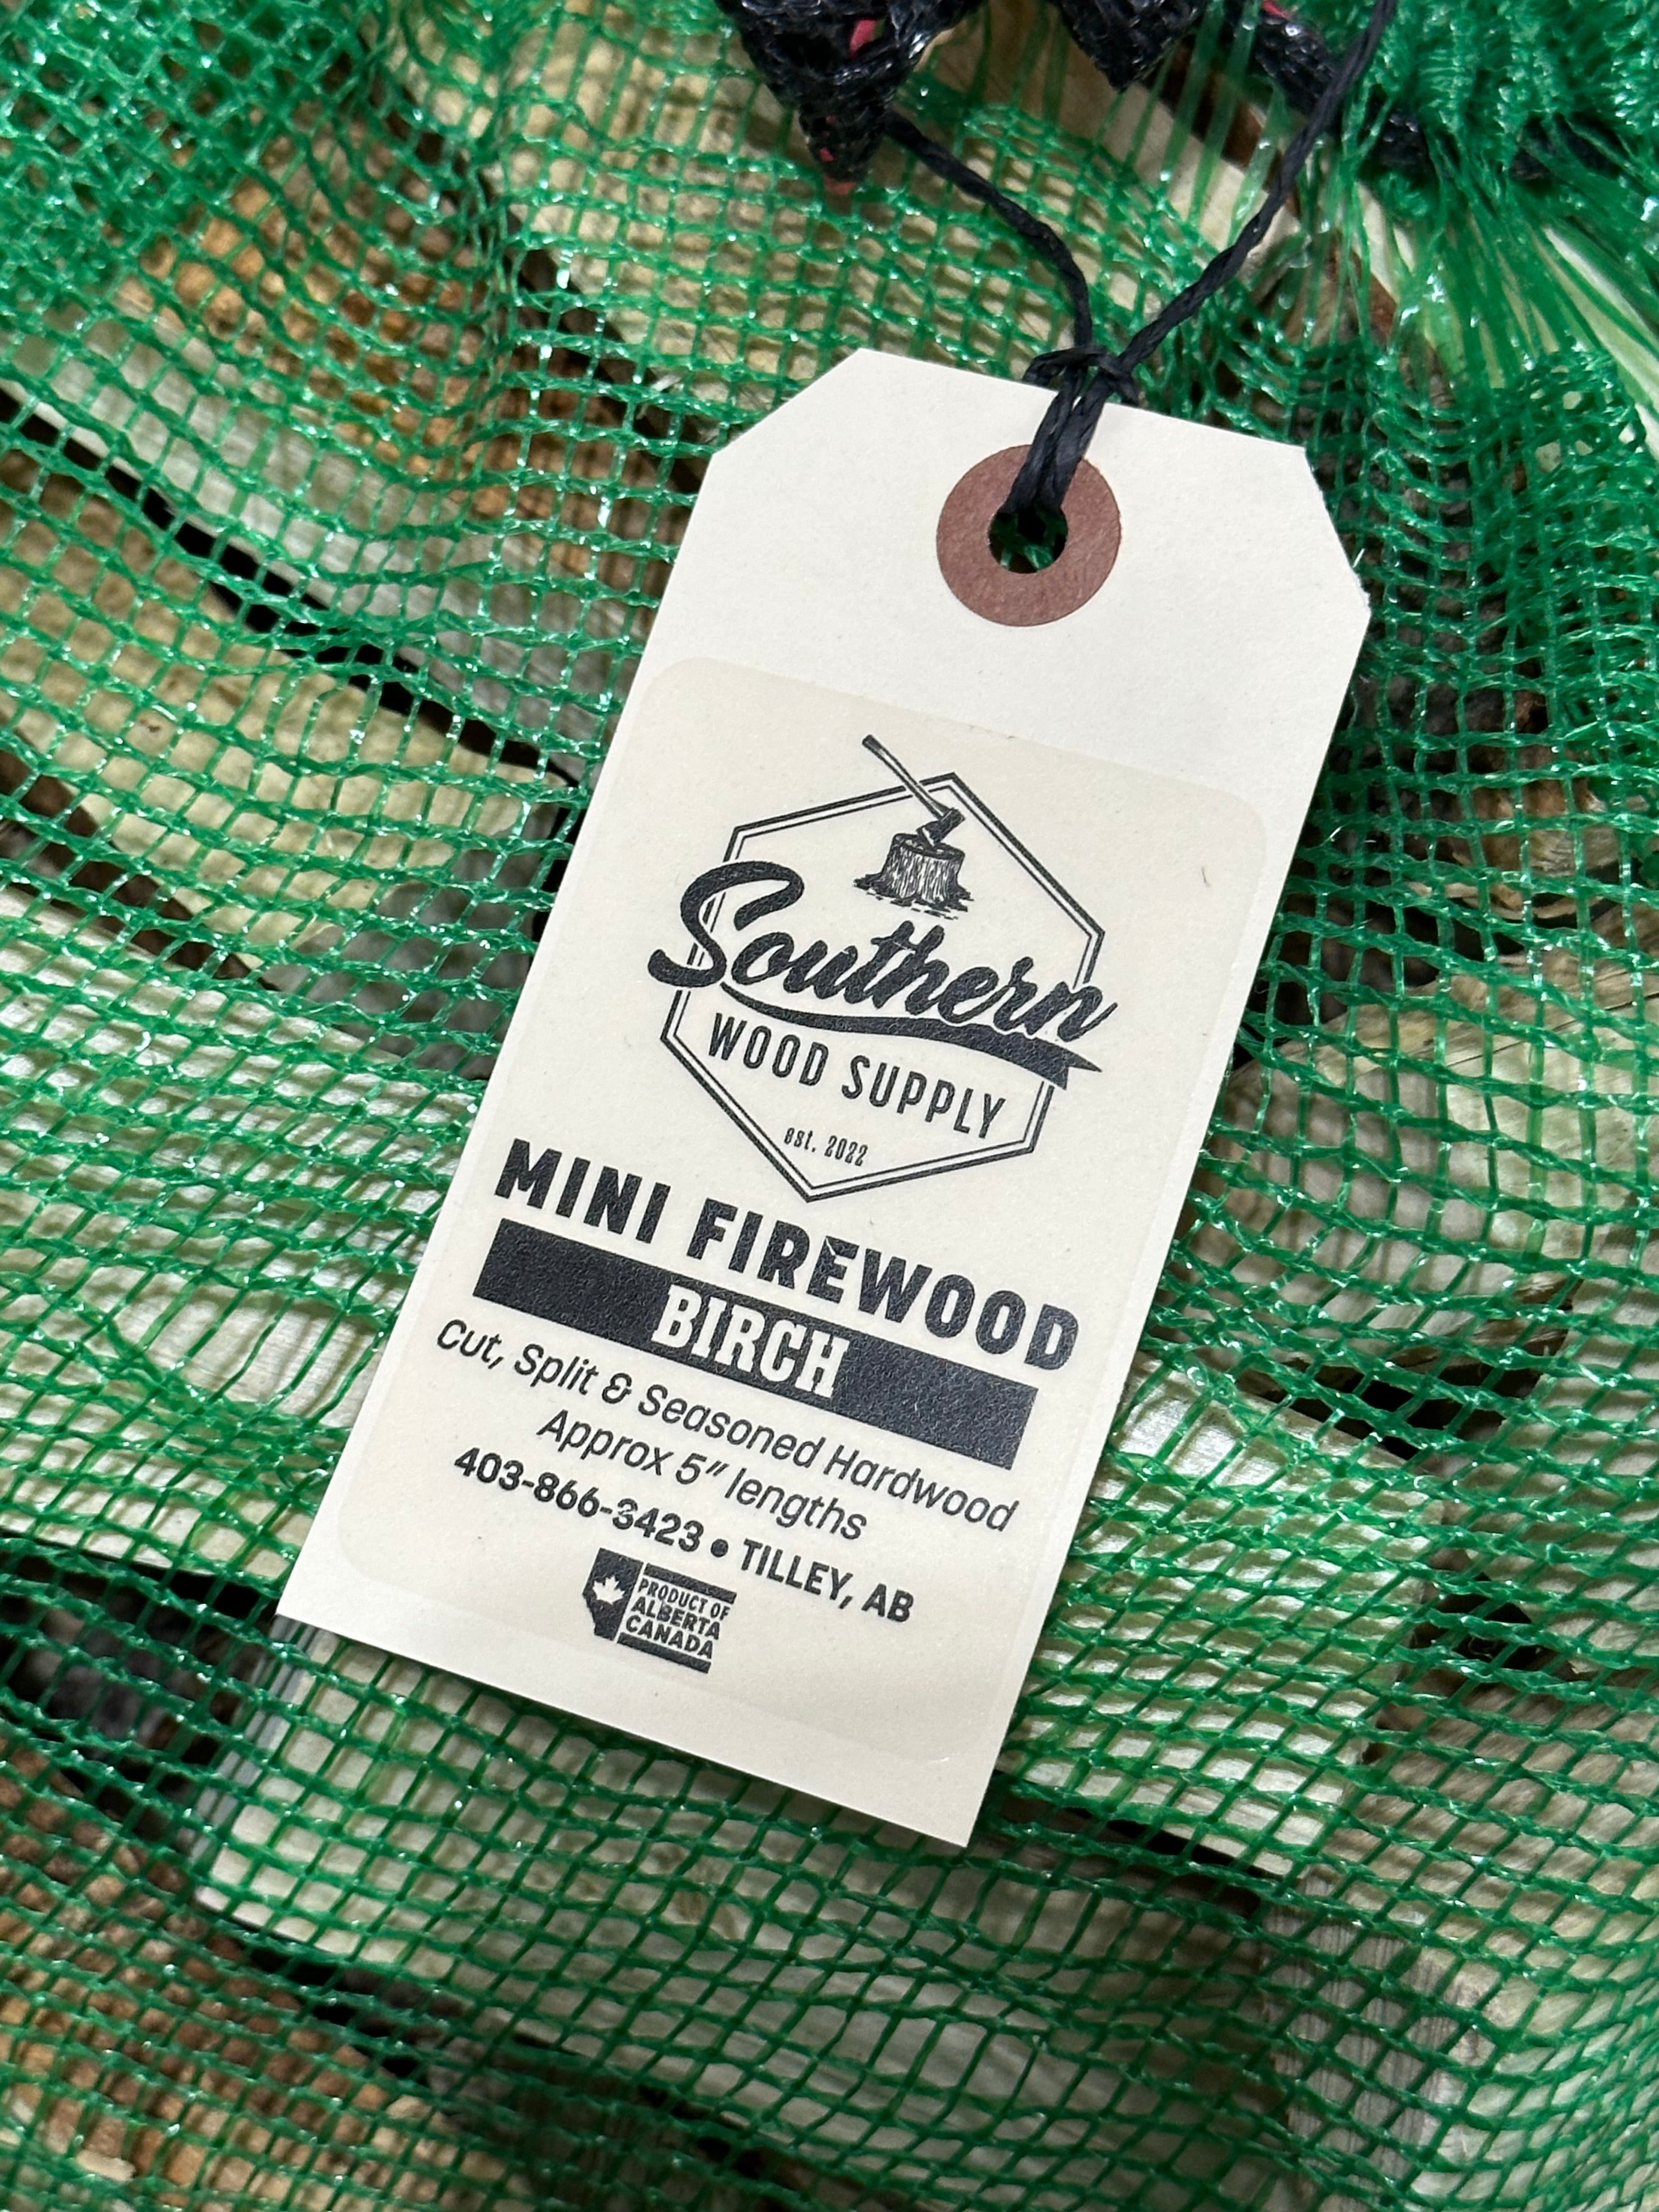 Southern
WOOD SUPPLY
est. 2022
MINI FIREWOOD
BIRCH
Cut, Split & Seasoned Hardwood
Approx 5" lengths
403-866-3423 • TILLEY, AB
PRODUCT OF
ALBERTA
CANADA